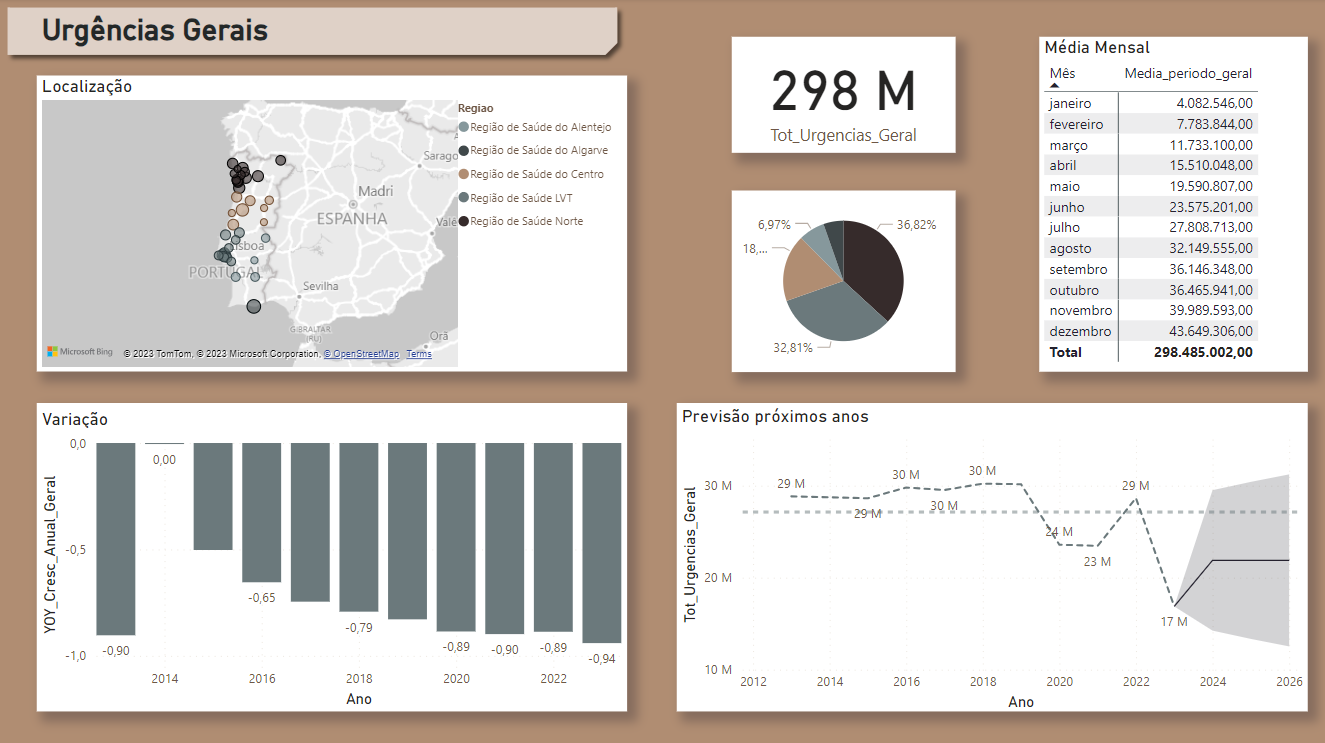 Urgências Gerais
Localização
Regiao
Região de Saúde do Alentejo
Região de Saúde do Algarve
Região de Saúde do Centro
Região de Saúde LVT
Região de Saúde Norte
Sarago
Madri
ESPANHA
Valé
Lisboa
PORTUGAL
Sevilha
GIBRALTAR
(RU)
Orã
Microsoft Bing
© 2023 TomTom, © 2023 Microsoft Corporation, © OpenStreetMap Terms
298 M
Tot_Urgencias_Geral
6,97%
36,82%
18,...
32,81%
Média Mensal
Mês Media_periodo_geral
janeiro 4.082.546,00
fevereiro 7.783.844,00
março 11.733.100,00
abril 15.510.048,00
maio 19.590.807,00
junho 23.575.201,00
julho 27.808.713,00
agosto 32.149.555,00
setembro 36.146.348,00
outubro 36.465.941,00
novembro 39.989.593,00
dezembro 43.649.306,00
Total 298.485.002,00
Variação
YOY_Cresc_Anual_Geral
0,0
-0,5
-1,0
-0,90
0,00
-0,65
-0,79
-0,89
-0,90
-0,89
-0,94
2014 2016 2018 2020 2022
Ano
Previsão próximos anos
Tot_Urgencias_Geral
30 M
20 M
10 M
29 M
29 M
30 M
30 M
30 M
24 M
23 M
29 M
17 M
2012 2014 2016 2018 2020 2022 2024 2026
Ano